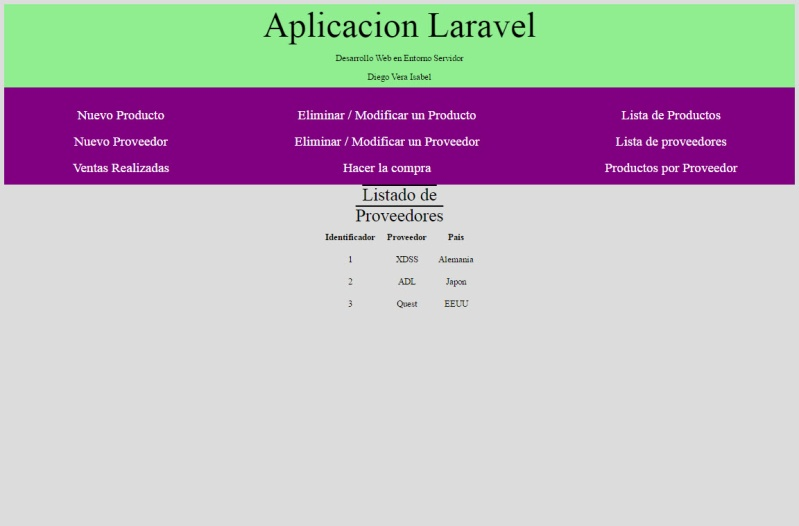 Aplicacion Laravel
Desarrollo Web en Entorno Servidor
Diego Vera Isabel
Nuevo Producto Eliminar / Modificar un Producto Lista de Productos
Nuevo Proveedor Eliminar / Modificar un Proveedor Lista de proveedores
Ventas Realizadas Hacer la compra Productos por Proveedor
Listado de
Proveedores
Identificador Proveedor Pais
1 XDSS Alemania
2 ADL Japon
3 Quest EEUU